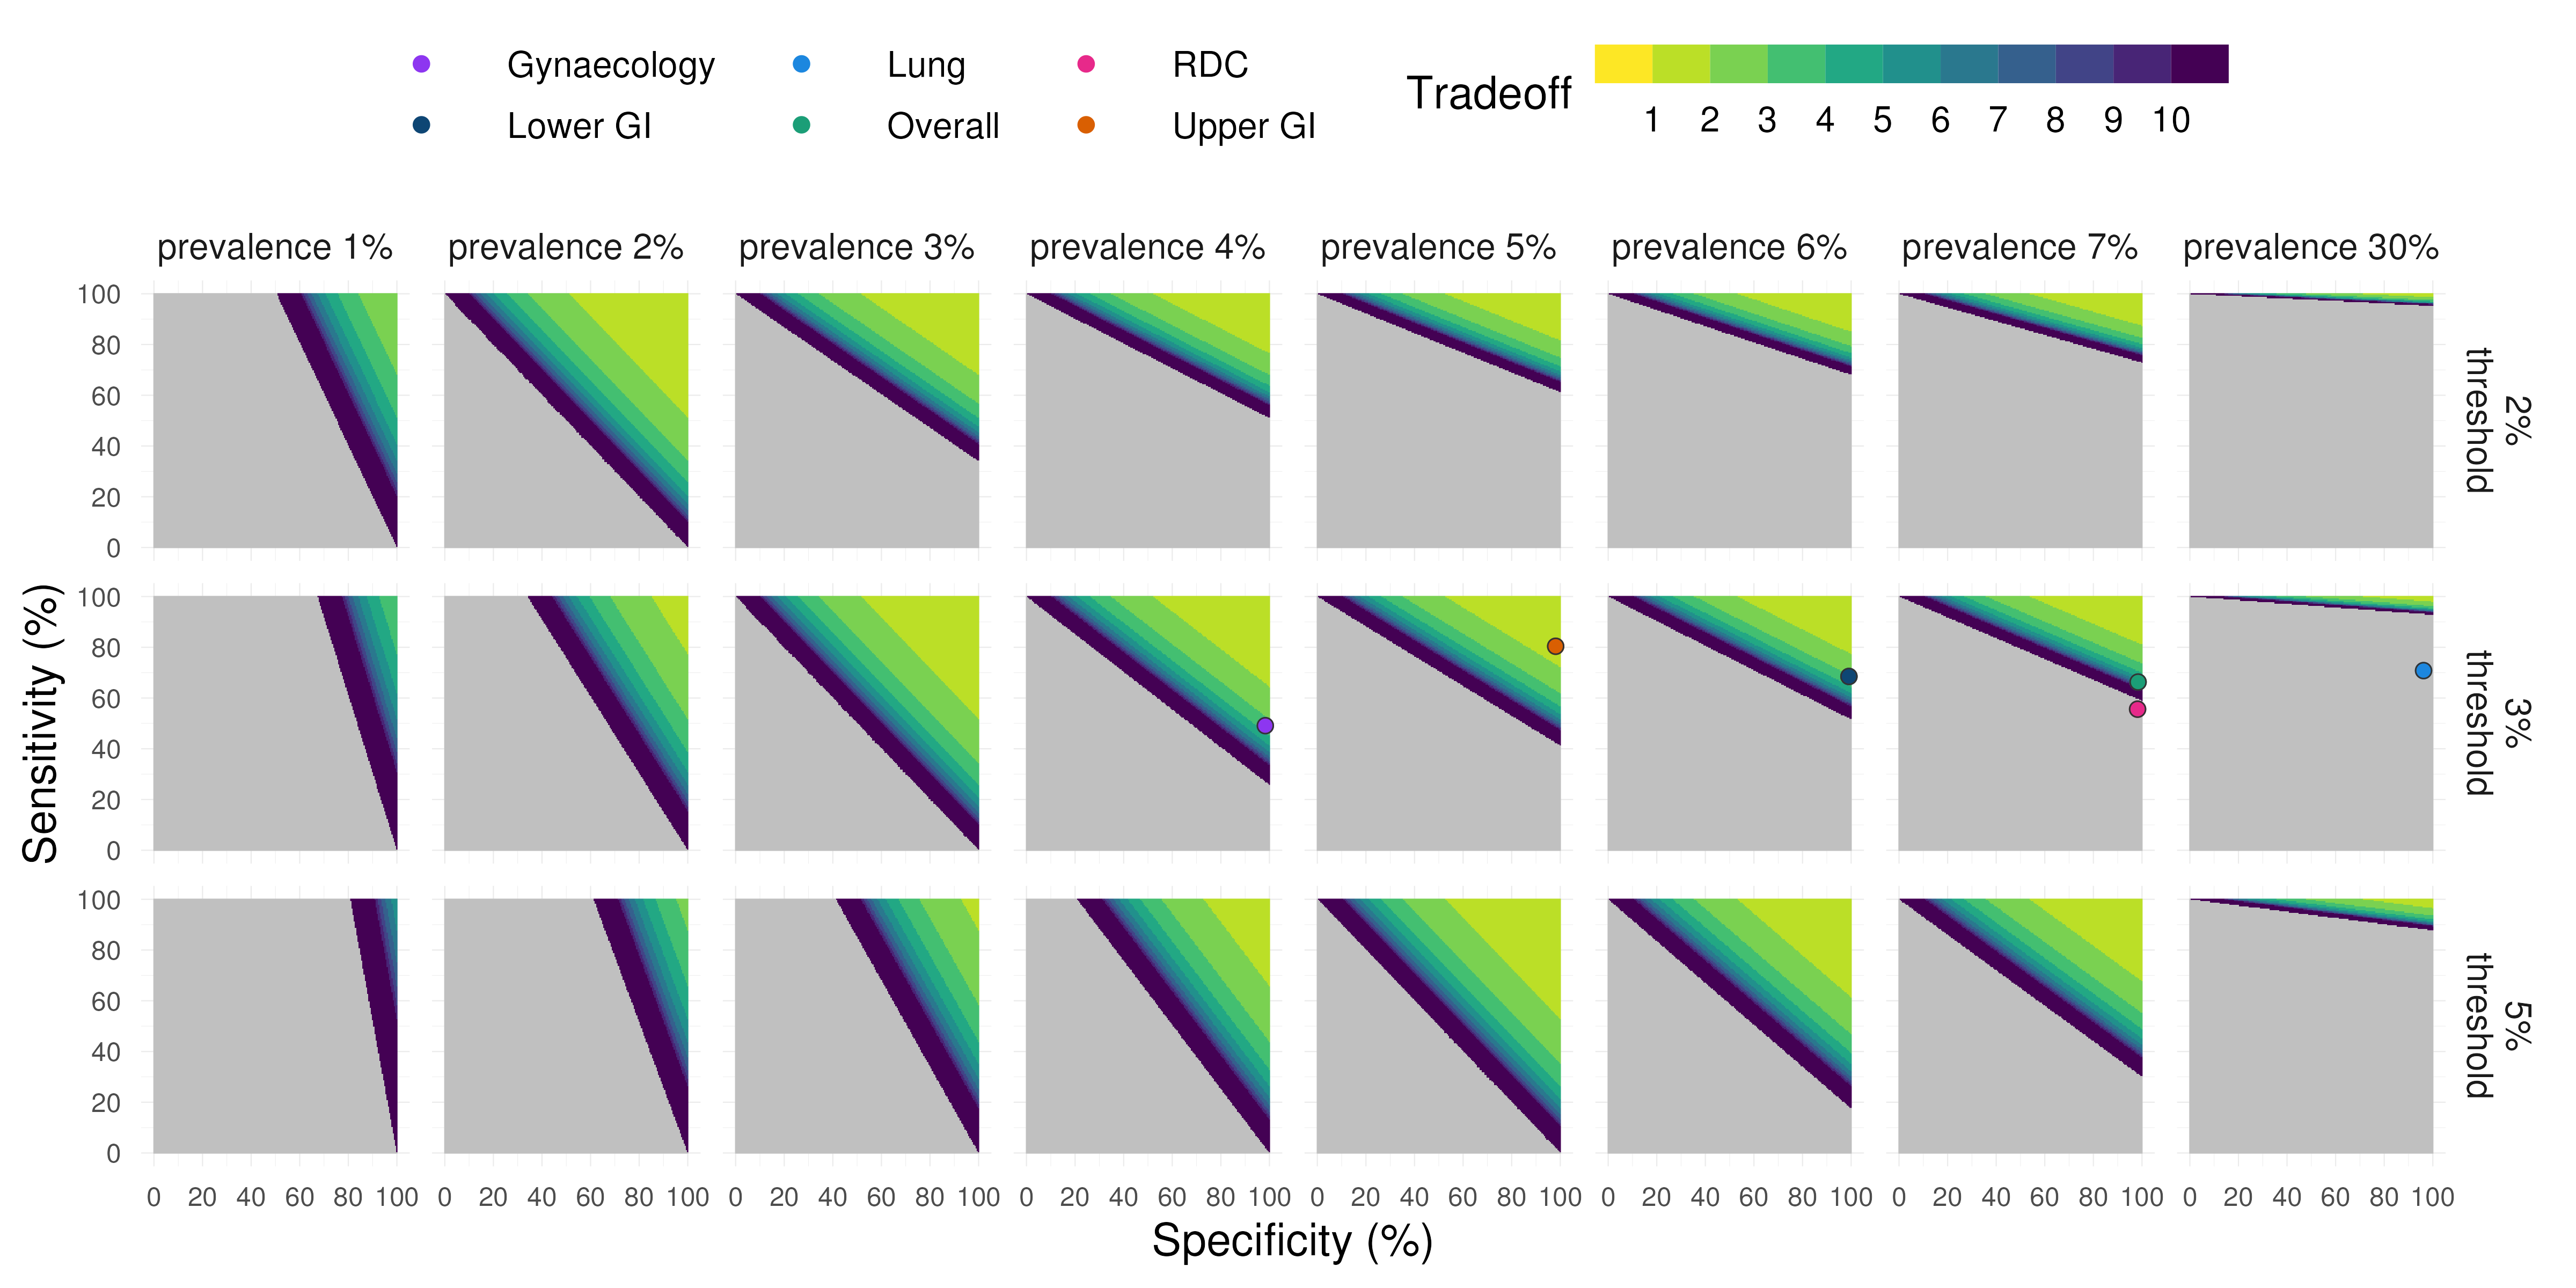 Gynaecology Lung RDC
Lower GI Overall Upper GI
Tradeoff
1 2 3 4 5 6 7 8 9 10
prevalence 1% prevalence 2% prevalence 3% prevalence 4% prevalence 5% prevalence 6% prevalence 7% prevalence 30%
100
80
60
40
20
0
2%
threshold
Sensitivity (%)
100
80
60
40
20
0
3%
threshold
100
80
60
40
20
0
5%
threshold
0 20 40 60 80 100 0 20 40 60 80 100 0 20 40 60 80 100 0 20 40 60 80 100 0 20 40 60 80 100 0 20 40 60 80 100 0 20 40 60 80 100 0 20 40 60 80 100
Specificity (%)